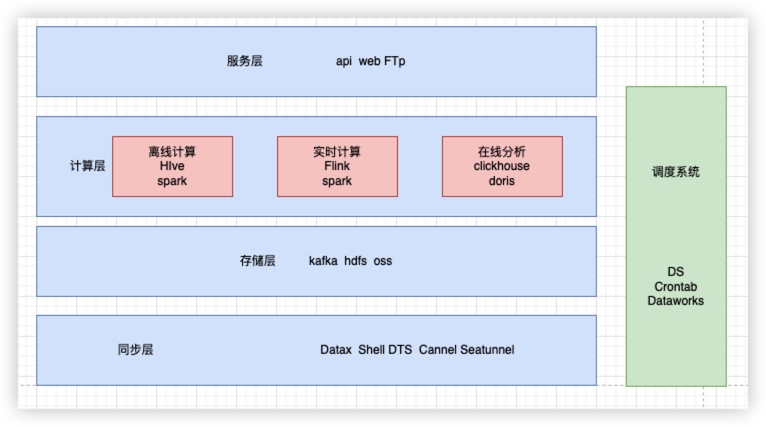 服务层 api web FTp
计算层
离线计算
HIve
spark
实时计算
Flink
spark
在线分析
clickhouse
doris
存储层 kafka hdfs oss
同步层 Datax Shell DTS Cannel Seatunnel
调度系统
DS
Crontab
Dataworks